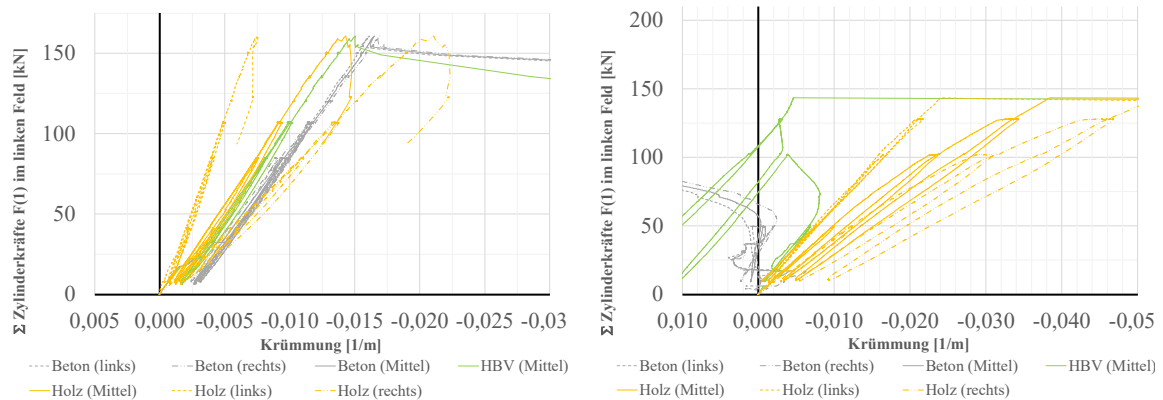 Σ Zylinderkräfte F(1) im linken Feld [kN]
150
100
50
0
0,005 0,000 -0,005 -0,010 -0,015 -0,020 -0,025 -0,03
Krümmung [1/m]
Beton (links) Beton (rechts) Beton (Mittel) HBV (Mittel)
Holz (Mittel) Holz (links) Holz (rechts)
Σ Zylinderkräfte F(1) im linken Feld [kN]
200
150
100
50
0
0,010 0,000 -0,010 -0,020 -0,030 -0,040 -0,05
Krümmung [1/m]
Beton (links) Beton (rechts) Beton (Mittel) HBV (Mittel)
Holz (Mittel) Holz (links) Holz (rechts)